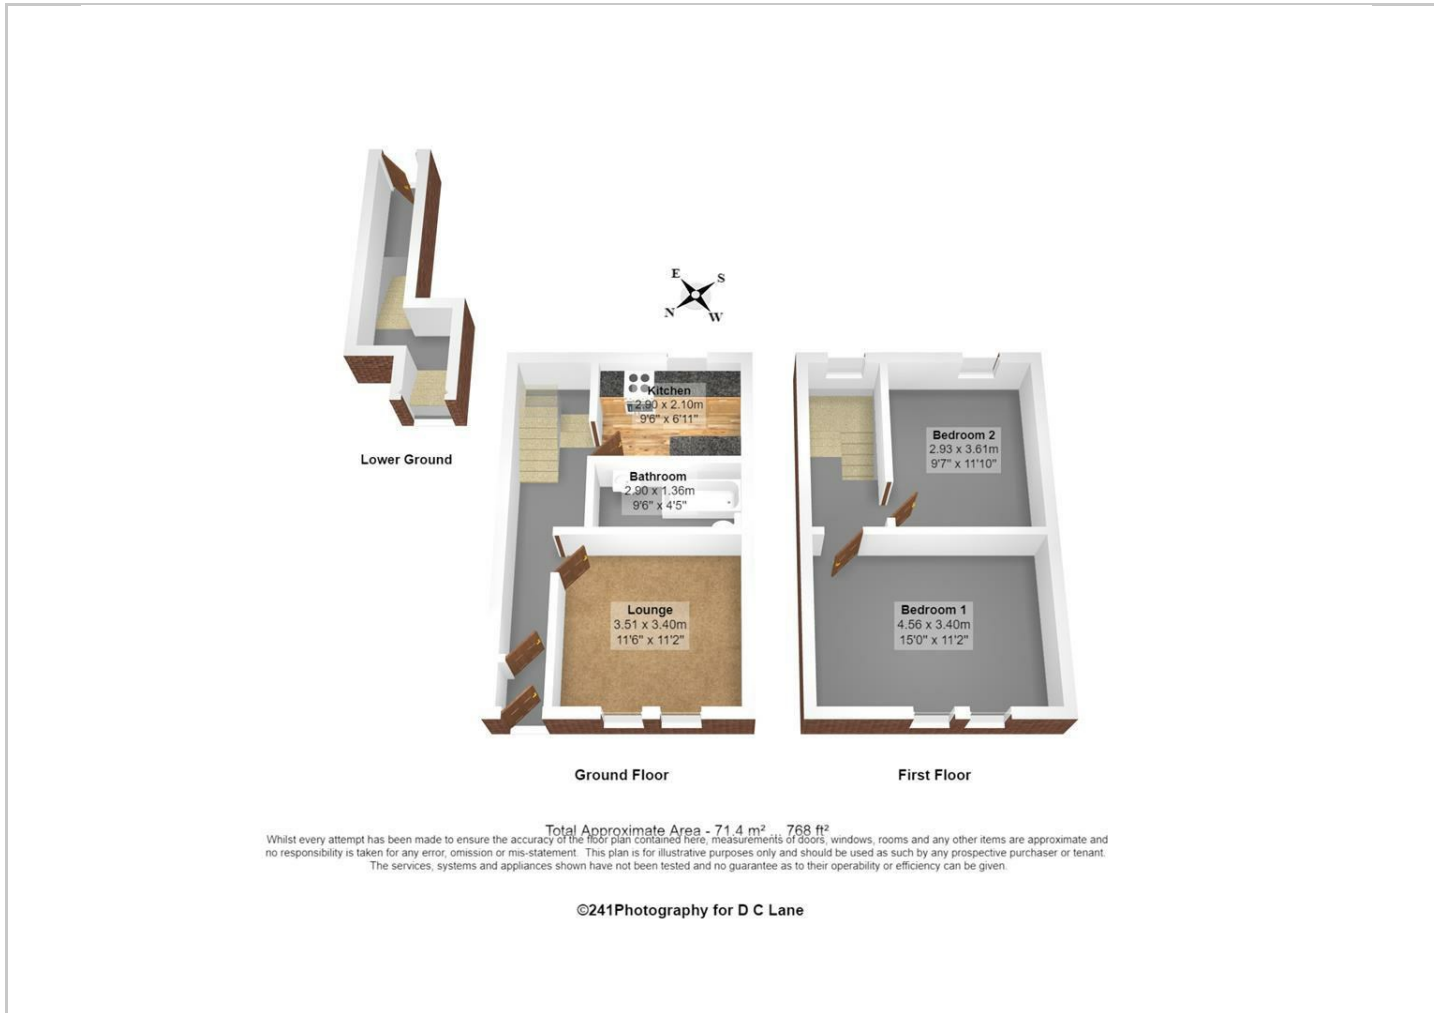 E
S
N
W
Kitchen
2.90 x 2.10m
9'6" x 6'11"
Bathroom
2.90 x 1.36m
9'6" x 4'5"
Lounge
3.51 x 3.40m
11'6" x 11'2"
Bedroom 2
2.93 x 3.61m
9'7" x 11'10"
Bedroom 1
4.56 x 3.40m
15'0" x 11'2"
Lower Ground
Ground Floor
First Floor
Total Approximate Area - 71.4 m² ... 768 ft²
Whilst every attempt has been made to ensure the accuracy of the floor plan contained here, measurements of doors, windows, rooms and any other items are approximate and
no responsibility is taken for any error, omission or mis-statement. This plan is for illustrative purposes only and should be used as such by any prospective purchaser or tenant.
The services, systems and appliances shown have not been tested and no guarantee as to their operability or efficiency can be given.
©241Photography for D C Lane